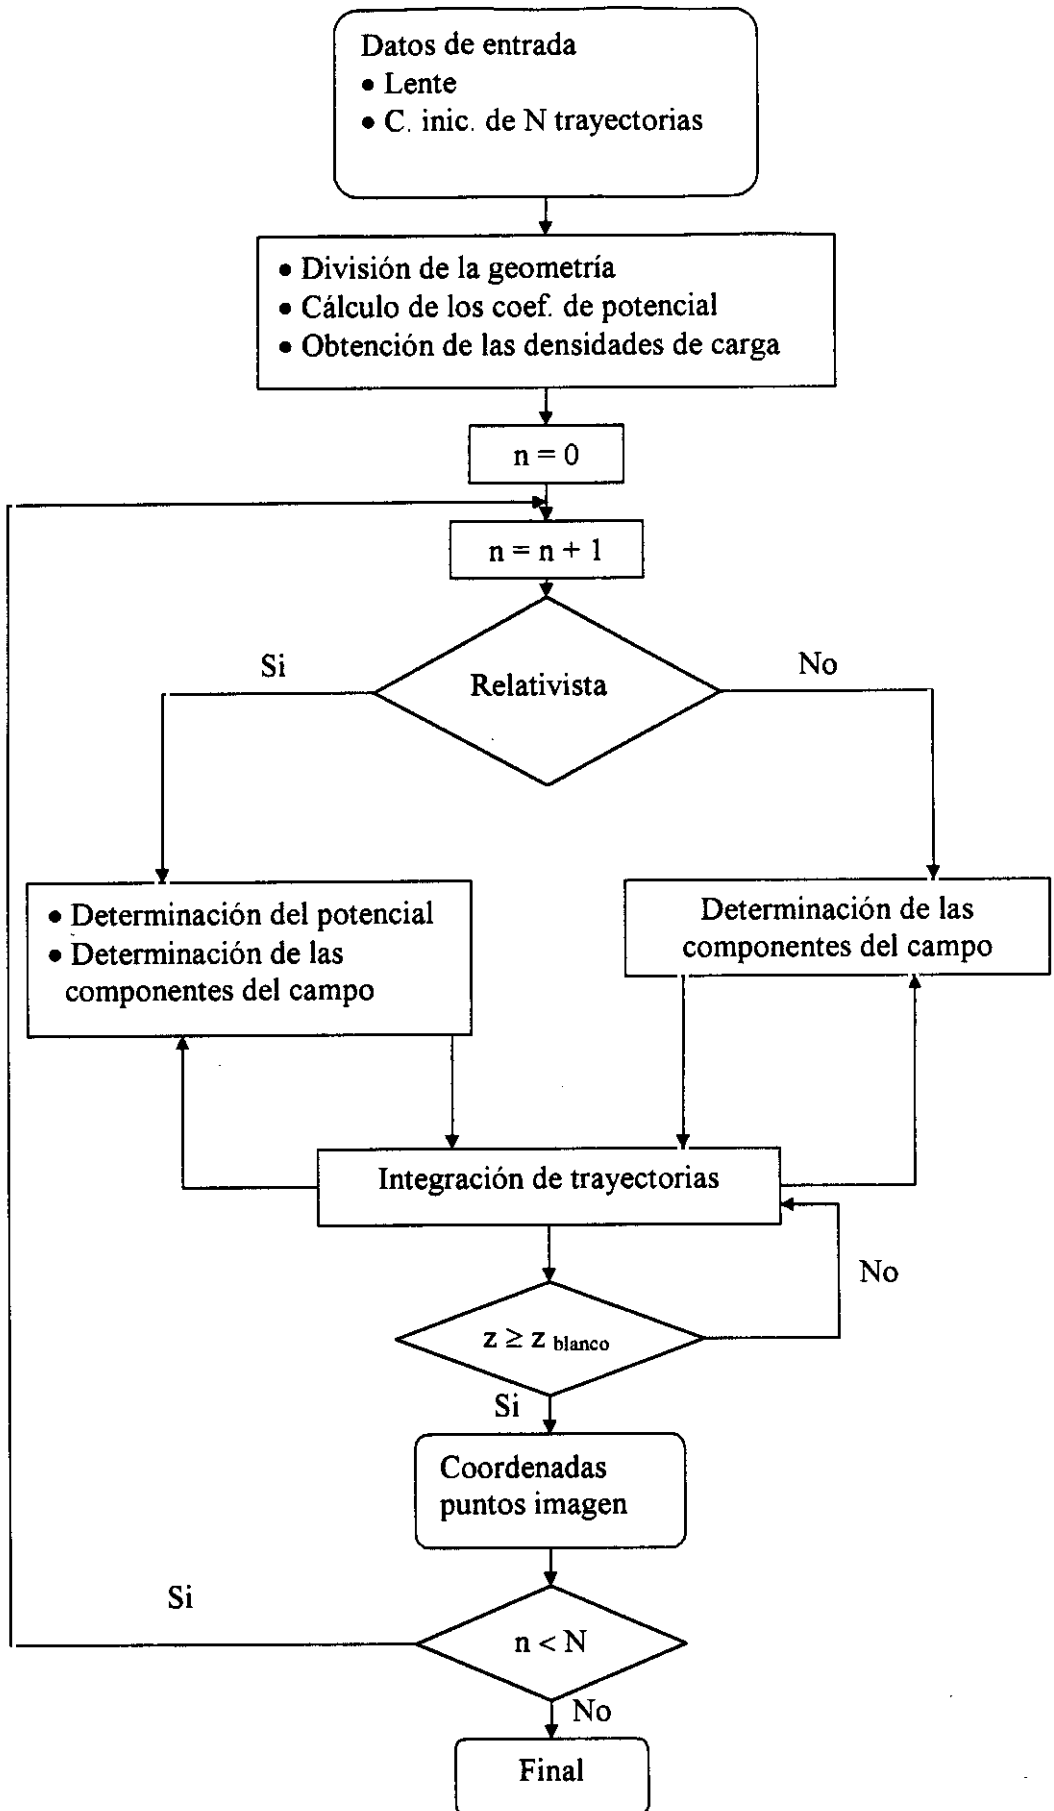 Datos de entrada
• Lente
• C. inic. de N trayectorias
• División de la geometría
• Cálculo de los coef. de potencial
• Obtención de las densidades de carga
n = 0
n = n + 1
Si
Relativista
No
• Determinación del potencial
• Determinación de las
componentes del campo
Determinación de las
componentes del campo
Integración de trayectorias
No
z ≥ z blanco
Si
Coordenadas
puntos imagen
Si
n < N
No
Final